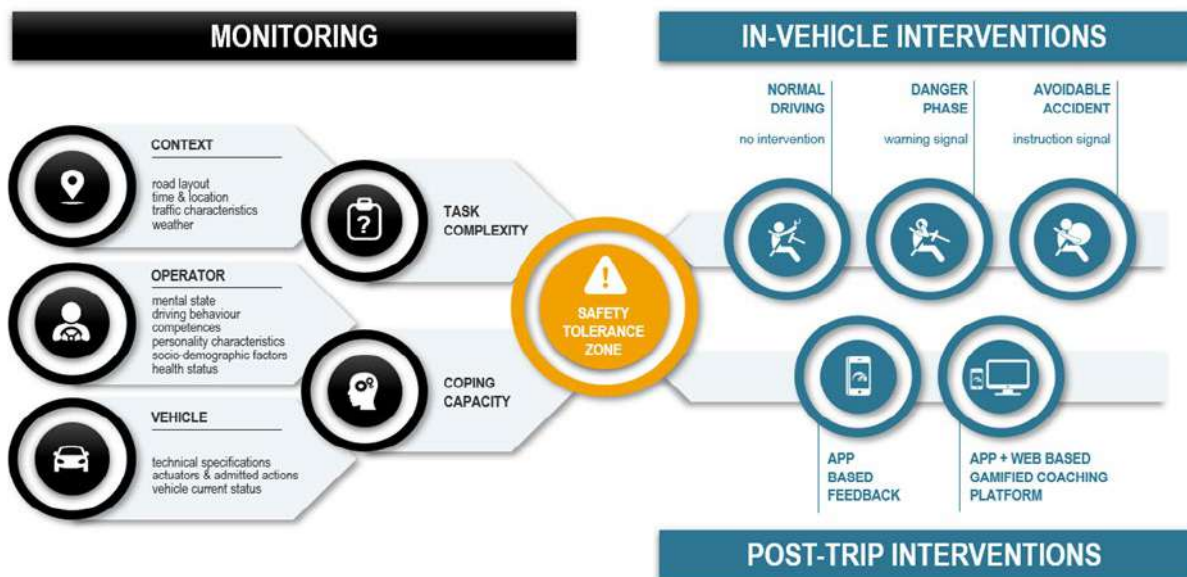 MONITORING
IN-VEHICLE INTERVENTIONS
NORMAL
DRIVING
no intervention
DANGER
PHASE
warning signal
AVOIDABLE
ACCIDENT
instruction signal
CONTEXT
road layout
time & location
traffic characteristics
weather
?
TASK
COMPLEXITY
OPERATOR
mental state
driving behaviour
competences
personality characteristics
socio-demographic factors
health status
!
SAFETY
TOLERANCE
ZONE
COPING
CAPACITY
VEHICLE
technical specifications
actuators & admitted actions
vehicle current status
APP
BASED
FEEDBACK
APP + WEB BASED
GAMIFIED COACHING
PLATFORM
POST-TRIP INTERVENTIONS